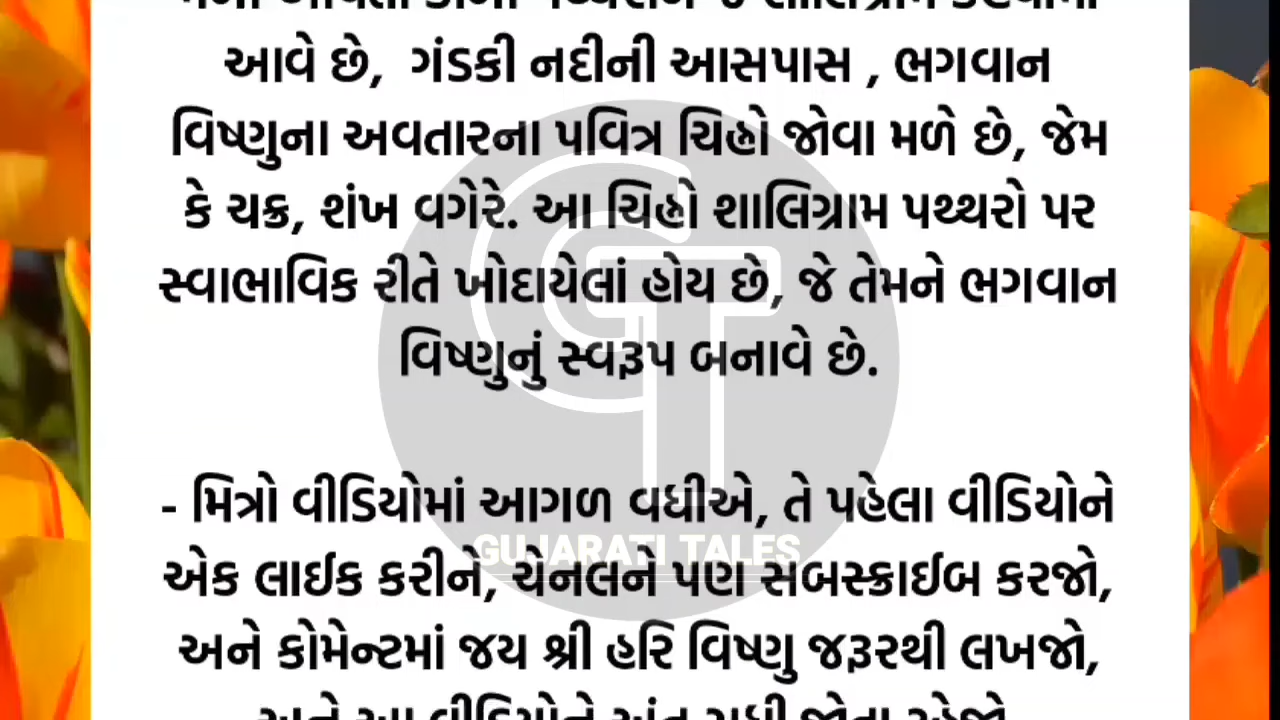 આવે છે, ગંડકી નદીની આસપાસ , ભગવાન
વિષ્ણુના અવતારના પવિત્ર ચિહ્નો જોવા મળે છે, જેમ
કે ચક્ર, શંખ વગેરે. આ ચિહ્નો શાલિગ્રામ પથ્થરો પર
સ્વાભાવિક રીતે ખોદાયેલાં હોય છે, જે તેમને ભગવાન
વિષ્ણુનું સ્વરૂપ બનાવે છે.
- મિત્રો વીડિયોમાં આગળ વધીએ, તે પહેલા વીડિયોને
GUJARATI TALES
એક લાઈક કરીને, ચેનલને પણ સબસ્ક્રાઈબ કરજો,
અને કોમેન્ટમાં જય શ્રી હરિ વિષ્ણુ જરૂરથી લખજો,